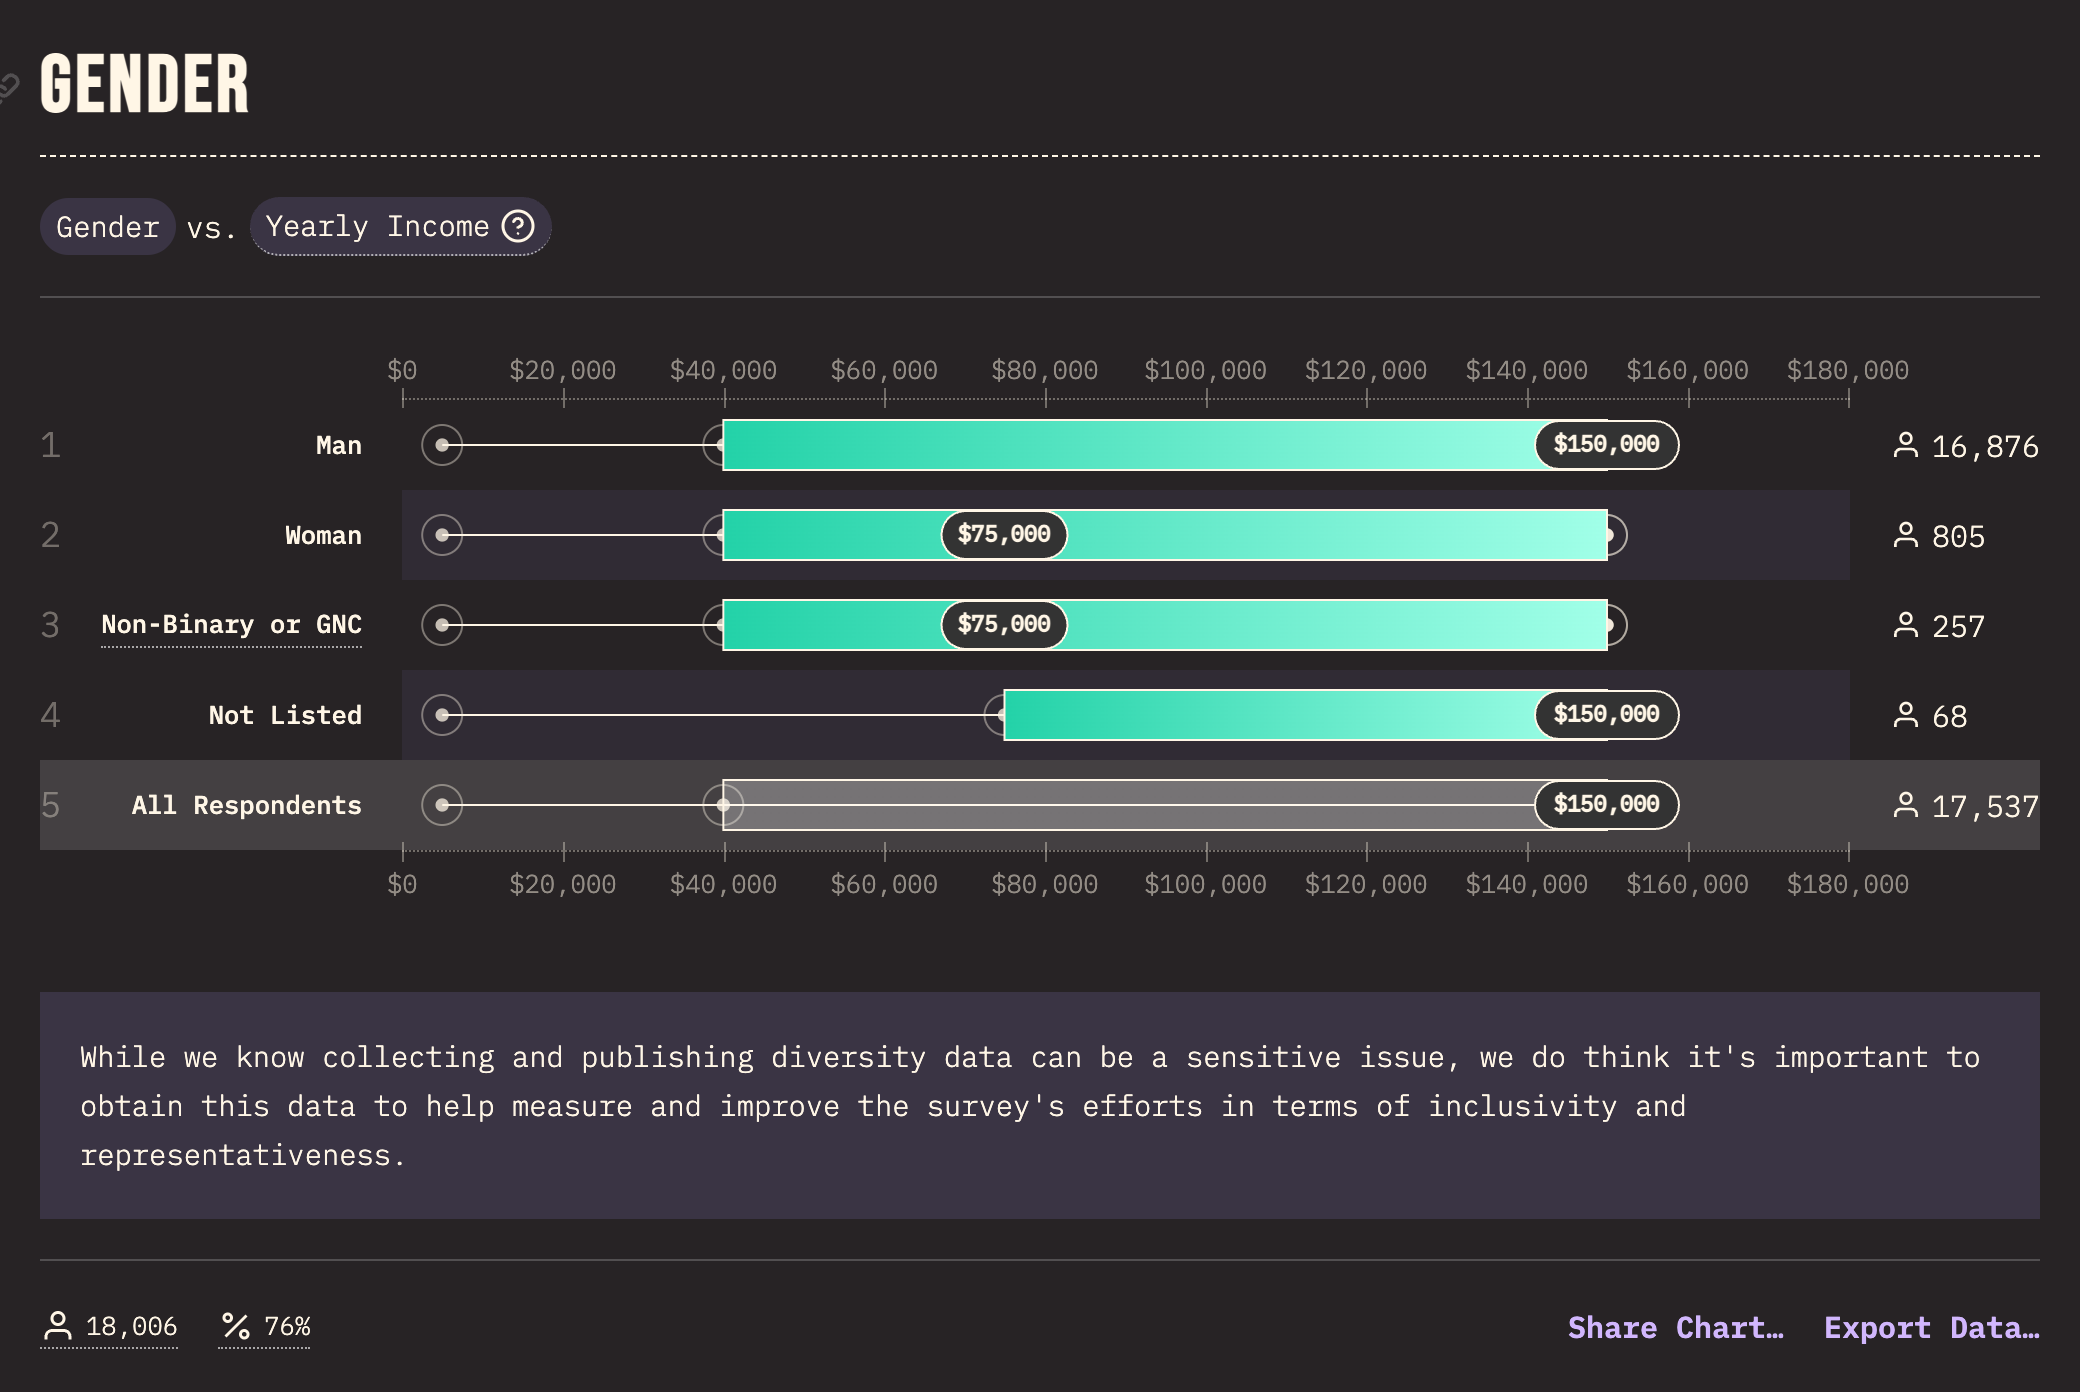 GENDER
Gender vs. Yearly Income ?
$0 $20,000 $40,000 $60,000 $80,000 $100,000 $120,000 $140,000 $160,000 $180,000
1 Man $150,000 16,876
2 Woman $75,000 805
3 Non-Binary or GNC $75,000 257
4 Not Listed $150,000 68
5 All Respondents $150,000 17,537
$0 $20,000 $40,000 $60,000 $80,000 $100,000 $120,000 $140,000 $160,000 $180,000
While we know collecting and publishing diversity data can be a sensitive issue, we do think it's important to
obtain this data to help measure and improve the survey's efforts in terms of inclusivity and
representativeness.
18,006 % 76% Share Chart… Export Data…